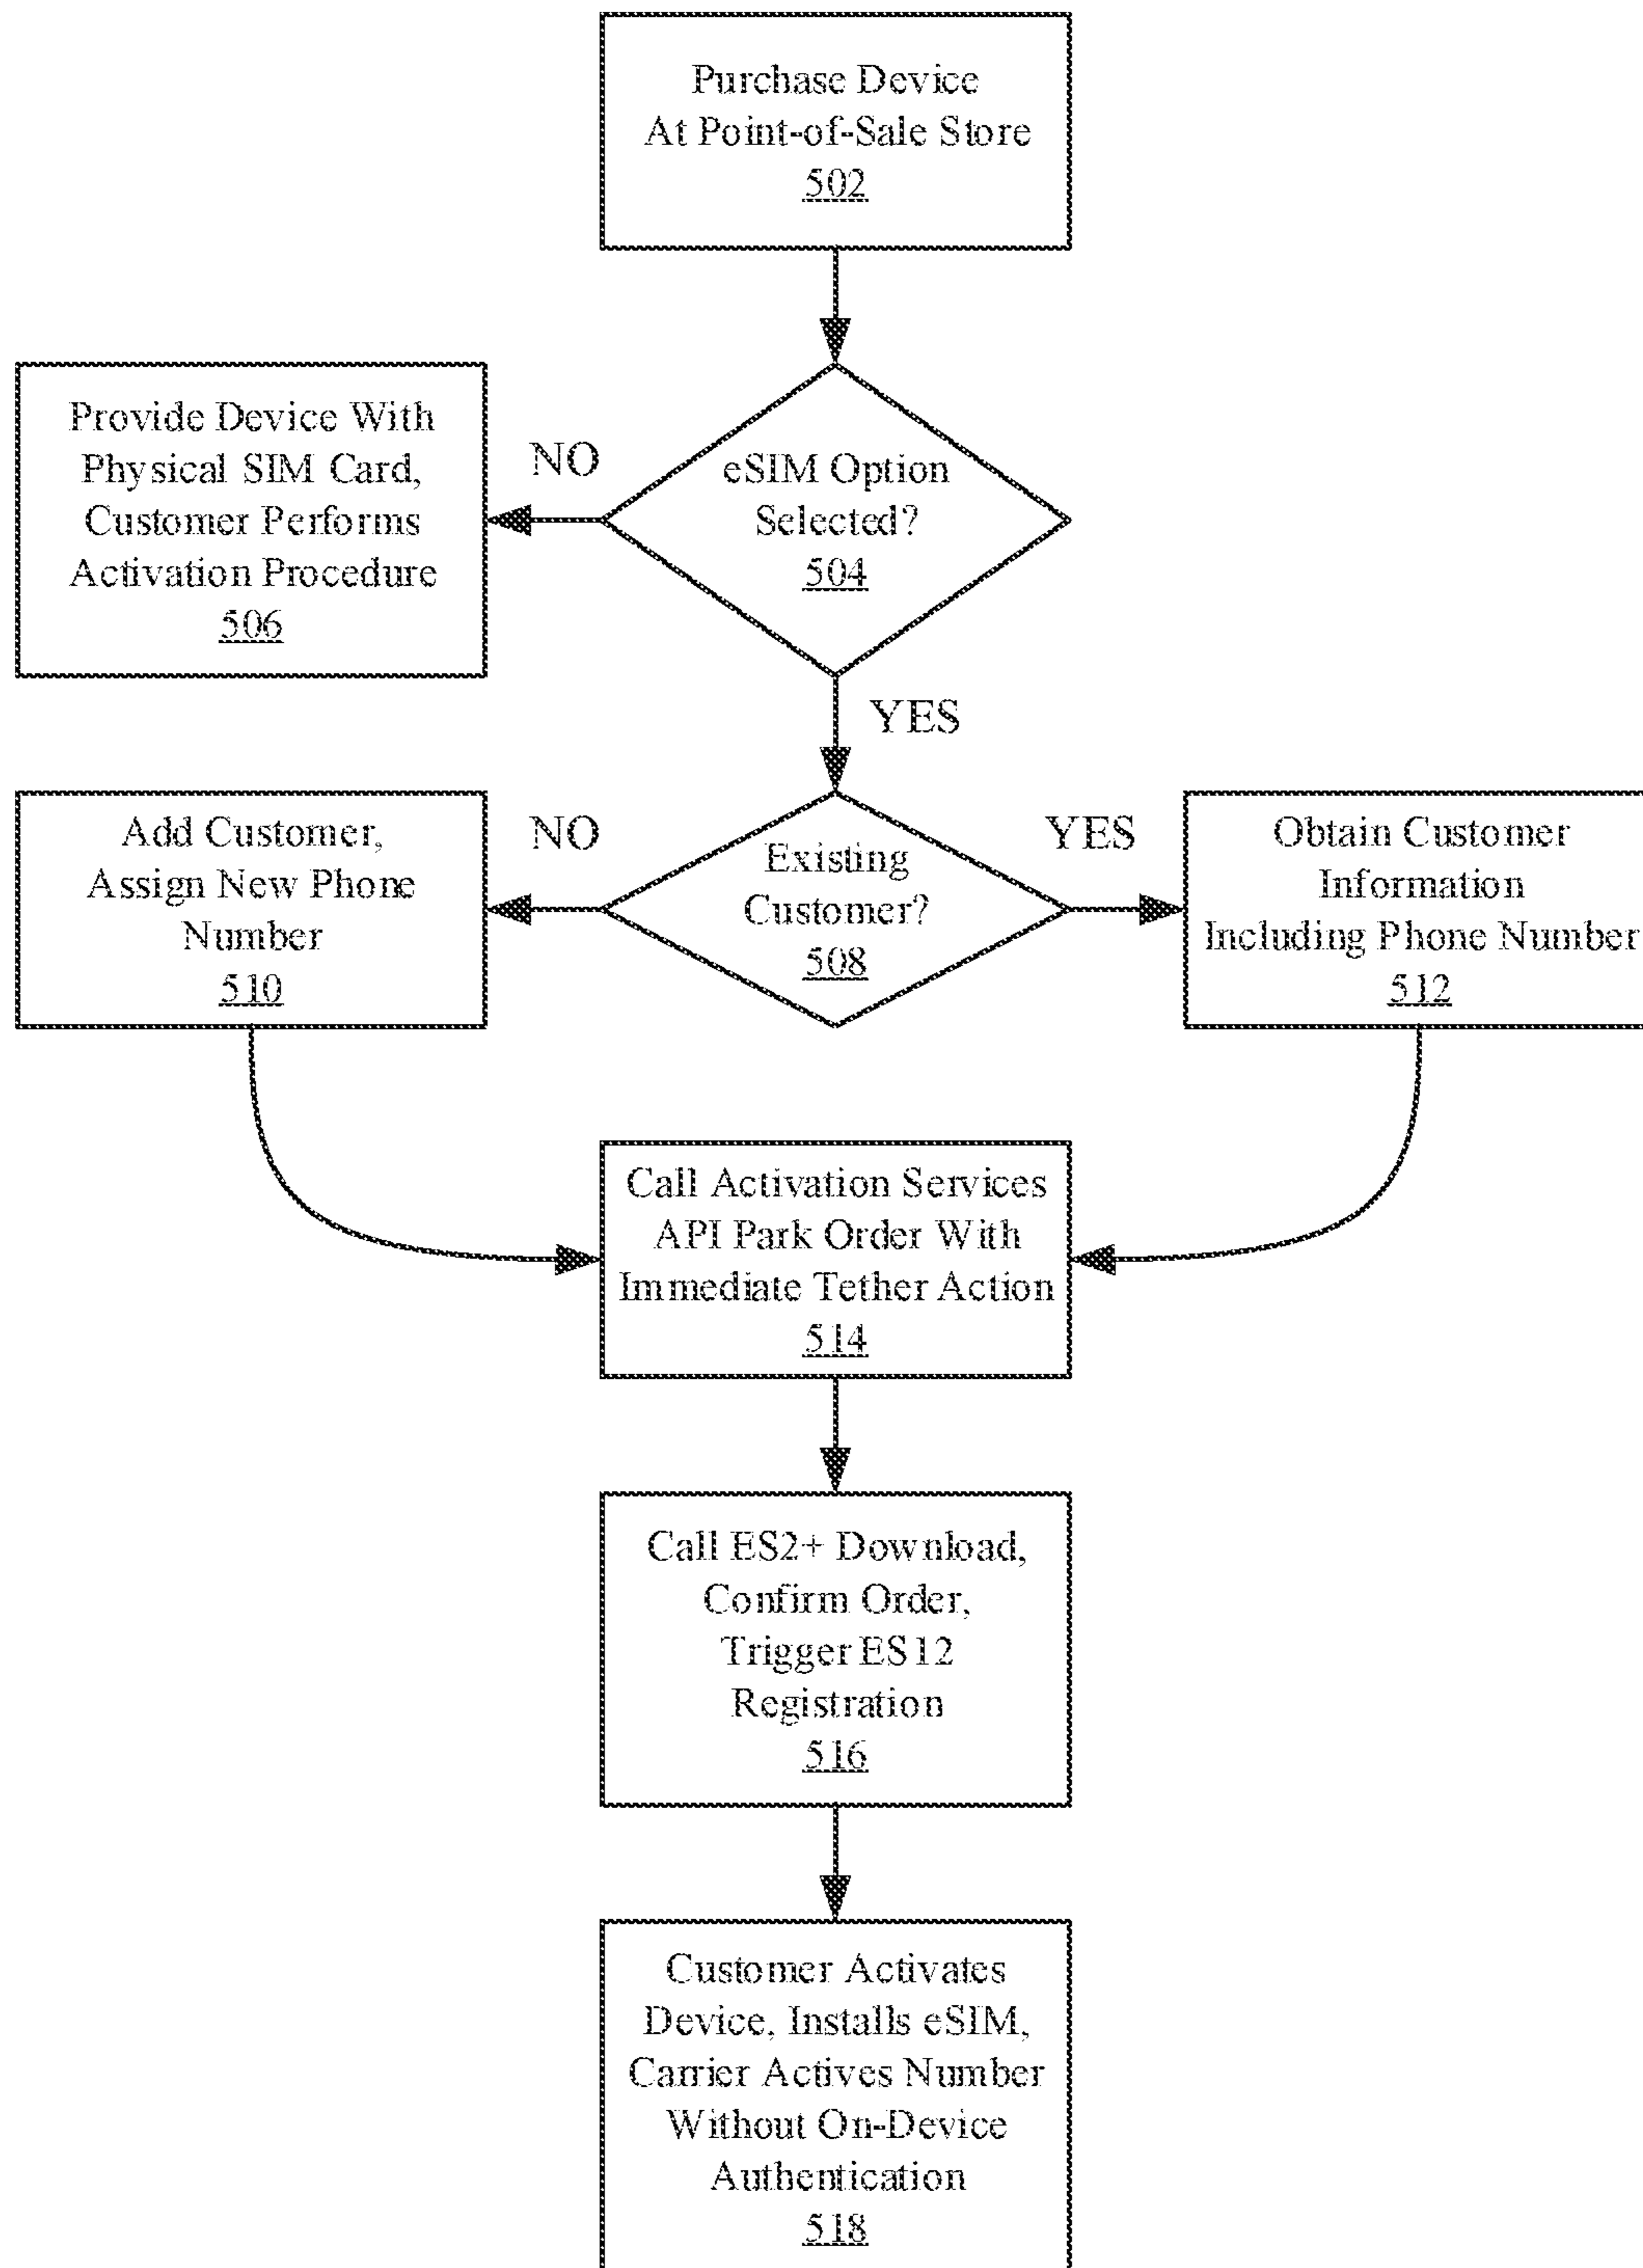 Purchase Device
At Point-of-Sale Store
502
eSIM Option
Selected?
504
NO
Provide Device With
Physical SIM Card,
Customer Performs
Activation Procedure
506
YES
Existing
Customer?
508
NO
Add Customer,
Assign New Phone
Number
510
YES
Obtain Customer
Information
Including Phone Number
512
Call Activation Services
API Park Order With
Immediate Tether Action
514
Call ES2+ Download,
Confirm Order,
Trigger ES12
Registration
516
Customer Activates
Device, Installs eSIM,
Carrier Actives Number
Without On-Device
Authentication
518